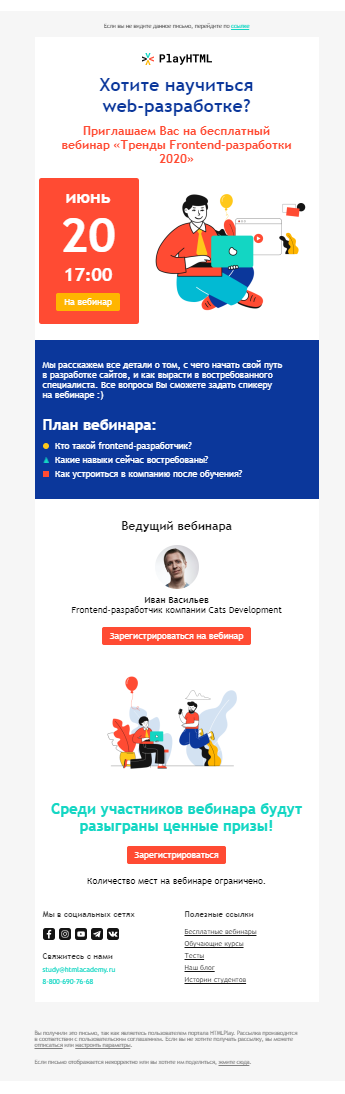 Если вы не видите данное письмо, перейдите по ссылке
PlayHTML
Хотите научиться
web-разработке?
Приглашаем Вас на бесплатный
вебинар «Тренды Frontend-разработки
2020»
июнь
20
17:00
На вебинар
Мы расскажем все детали о том, с чего начать свой путь
в разработке сайтов, и как вырасти в востребованного
специалиста. Все вопросы Вы сможете задать спикеру
на вебинаре :)
План вебинара:
Кто такой frontend-разработчик?
Какие навыки сейчас востребованы?
Как устроиться в компанию после обучения?
Ведущий вебинара
Иван Васильев
Frontend-разработчик компании Cats Development
Зарегистрироваться на вебинар
Среди участников вебинара будут
разыграны ценные призы!
Зарегистрироваться
Количество мест на вебинаре ограничено.
Мы в социальных сетях
Свяжитесь с нами
study@htmlacademy.ru
8-800-690-76-68
Полезные ссылки
Бесплатные вебинары
Обучающие курсы
Тесты
Наш блог
Истории студентов
Вы получили это письмо, так как являетесь пользователем портала HTMLPlay. Рассылка производится
в соответствии с пользовательским соглашением. Если вы не хотите получать рассылку, вы можете
отписаться или настроить параметры.
Если письмо отображается некорректно или вы хотите им поделиться, жмите сюда.